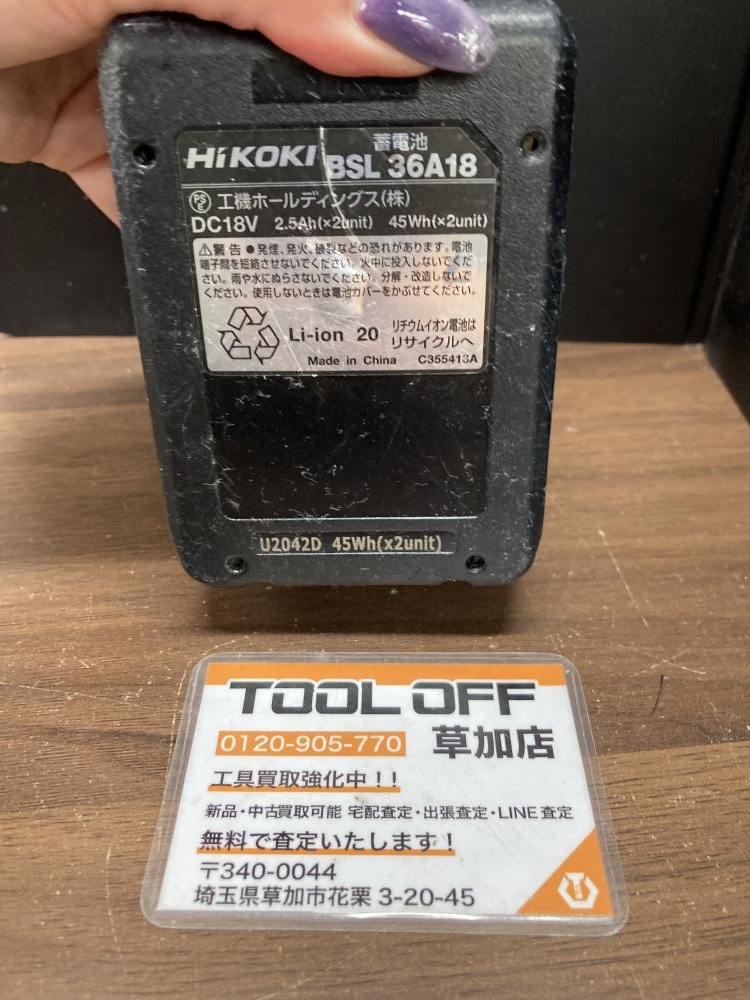 蓄電池
HiKOKI BSL 36A18
PS
E 工機ホールディングス(株)
DC18V 2.5Ah(×2unit) 45Wh(×2unit)
⚠警告 ●発煙、発火、破裂などの恐れがあります。電池
端子間を短絡させないでください。火中に投入しないでくだ
さい。雨や水にぬらさないでください。分解・改造しないで
ください。使用しないときは電池カバーをかぶせてください。
Li-ion 20 リチウムイオン電池は
リサイクルへ
Made in China C355413A
U2042D 45Wh(x2unit)
TOOL OFF
0120-905-770 草加店
工具買取強化中!!
新品・中古買取可能 宅配査定・出張査定・LINE査定
無料で査定いたします!
〒340-0044
埼玉県草加市花栗 3-20-45